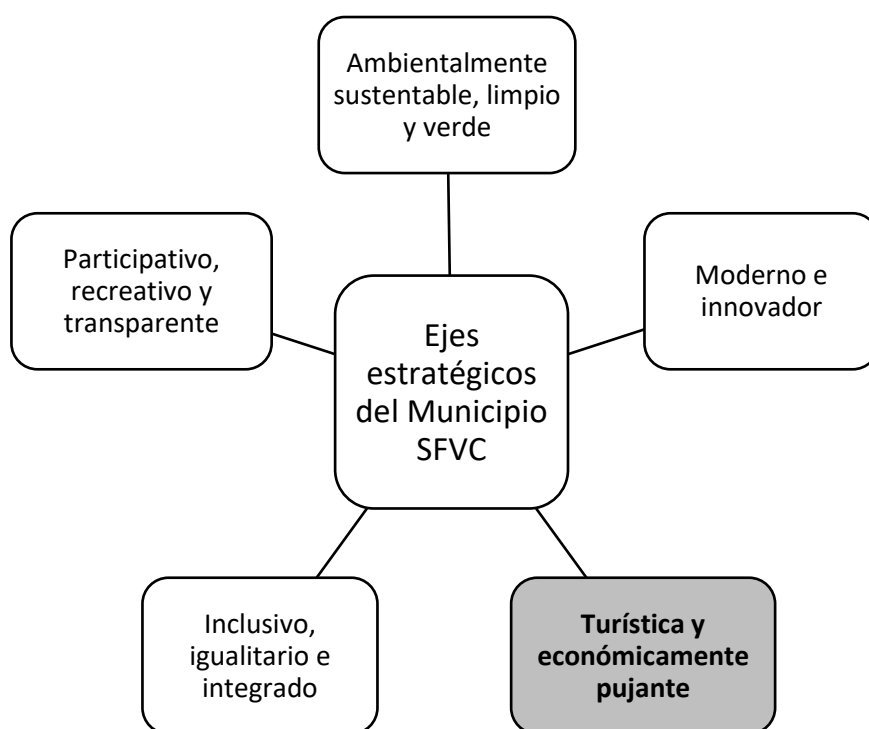 Ambientalmente
sustentable, limpio
y verde
Participativo,
recreativo y
transparente
Moderno e
innovador
Ejes
estratégicos
del Municipio
SFVC
Inclusivo,
igualitario e
integrado
Turística y
económicamente
pujante